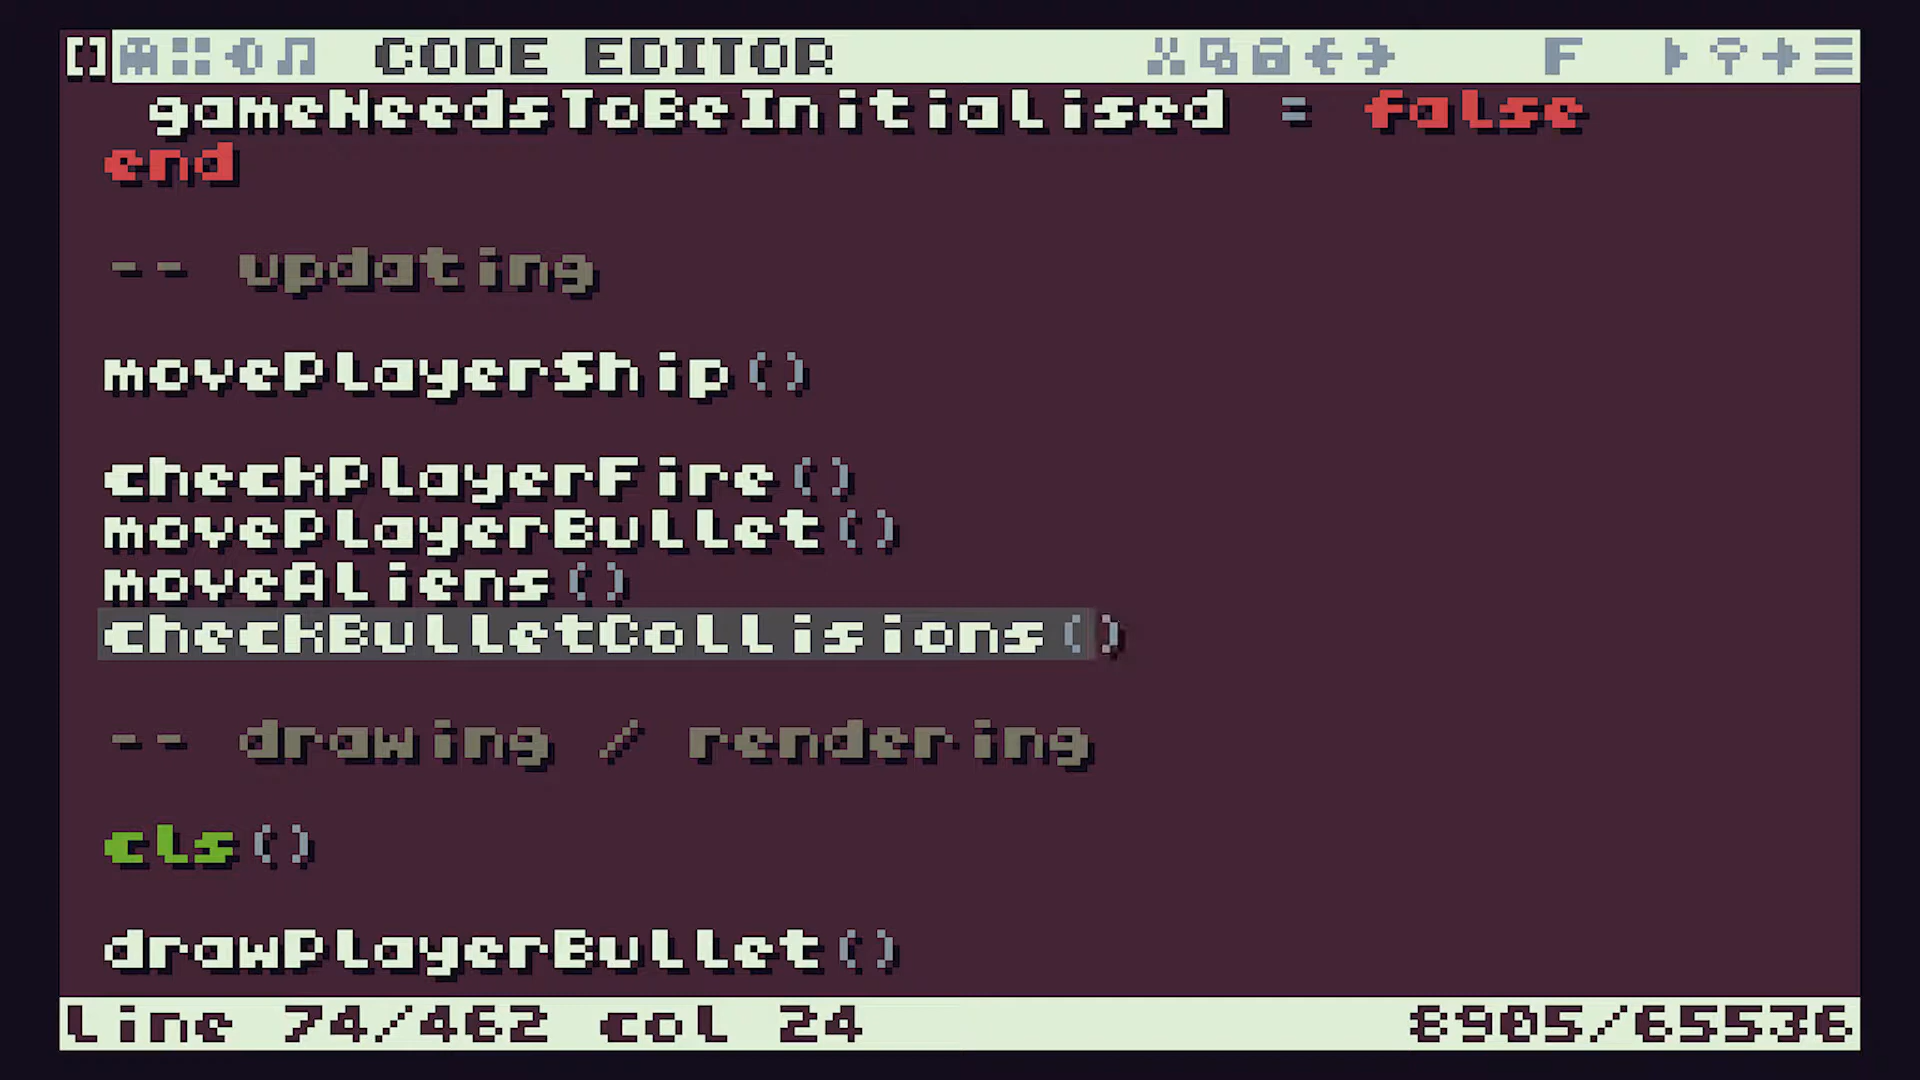 CODE EDITOR F
gameNeedsToBeInitialised = false
end
-- updating
movePlayerShip()
checkPlayerFire()
movePlayerBullet()
moveAliens()
checkBulletCollisions()
-- drawing / rendering
cls()
drawPlayerBullet()
line 74/462 col 24 8905/65536